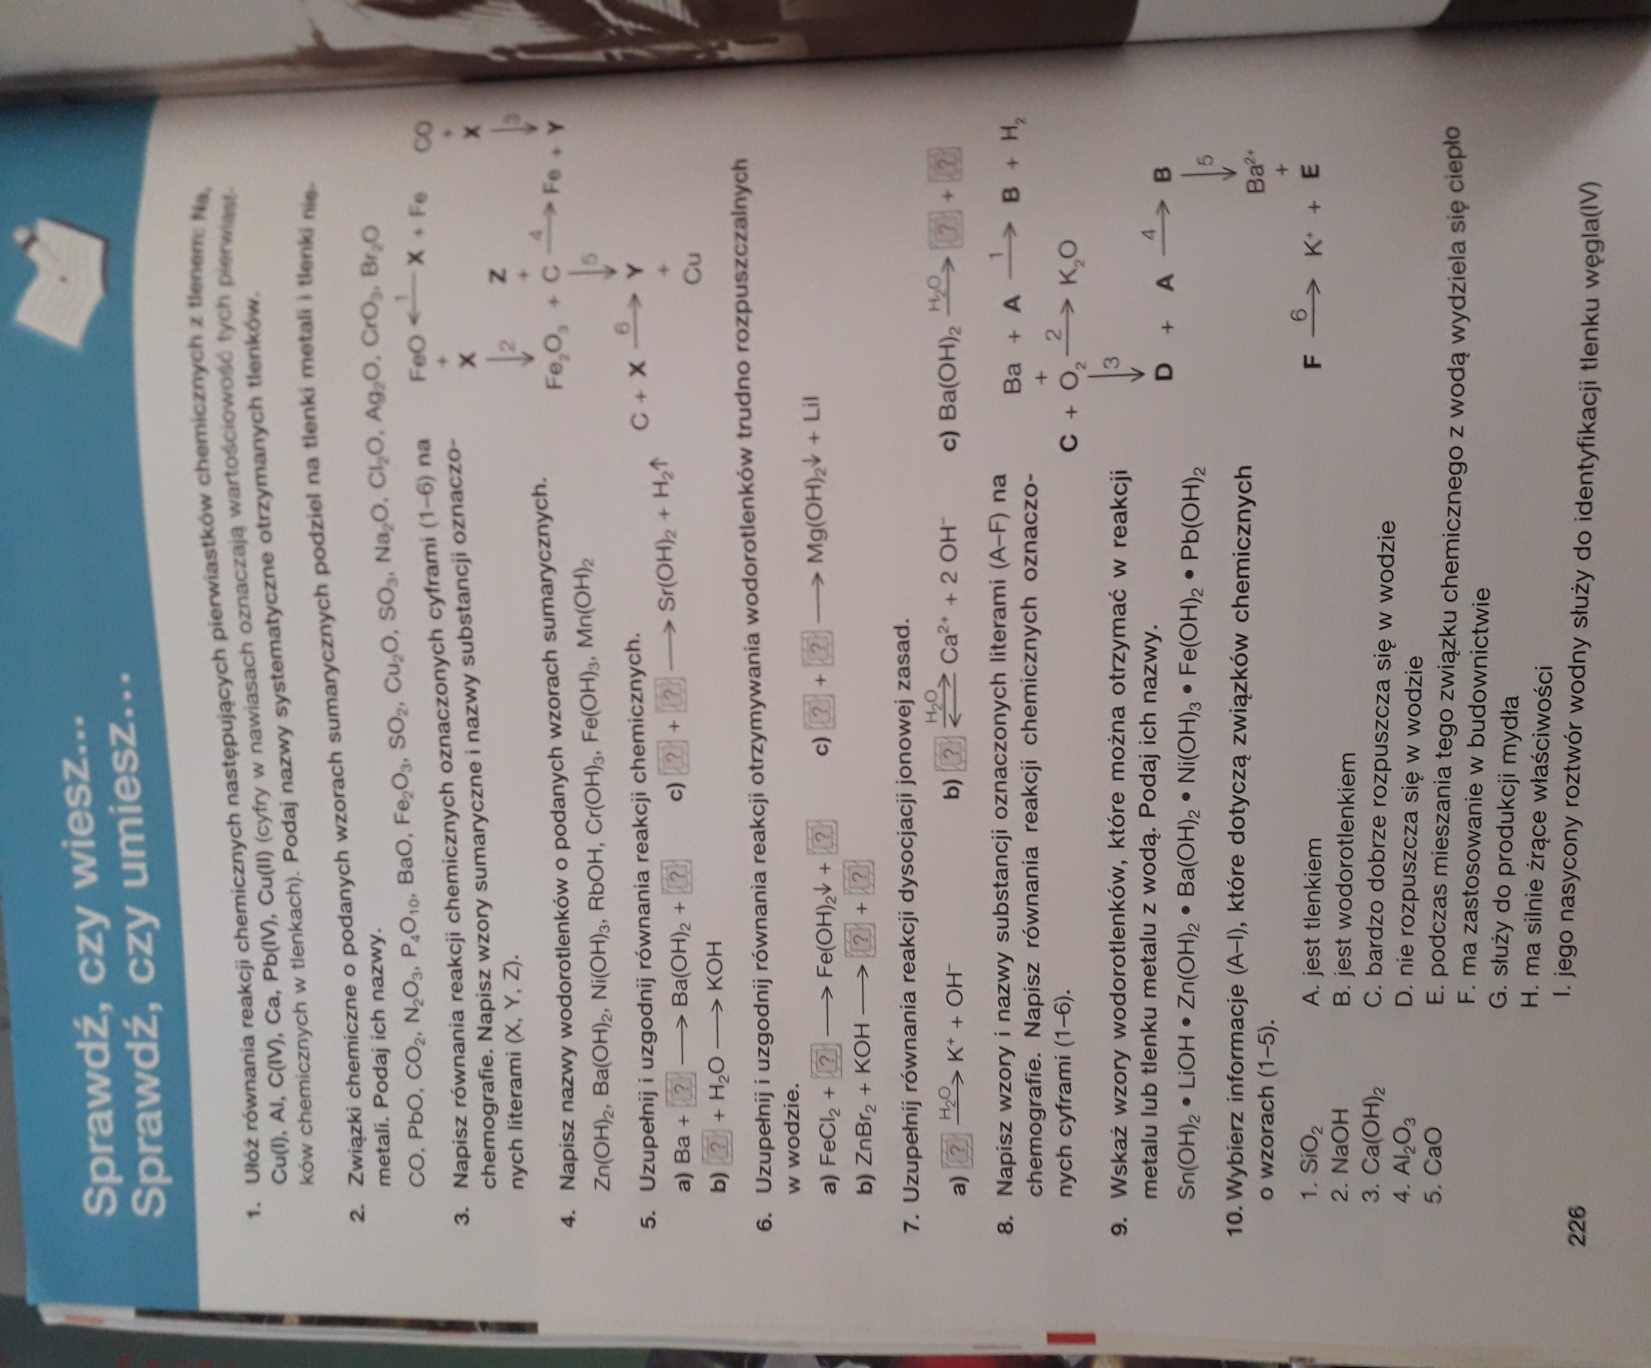 Sprawdź, czy wiesz...
Sprawdź, czy umiesz...
1. Ułóż równania reakcji chemicznych następujących pierwiastków chemicznych z tlenem: Na,
Cu(I), Al, C(IV), Ca, Pb(IV), Cu(II) (cyfry w nawiasach oznaczają wartościowość tych pierwiast-
ków chemicznych w tlenkach). Podaj nazwy systematyczne otrzymanych tlenków.
2. Związki chemiczne o podanych wzorach sumarycznych podziel na tlenki metali i tlenki nie-
metali. Podaj ich nazwy.
CO, PbO, CO₂, N₂O₃, P₄O₁₀, BaO, Fe₂O₃, SO₂, Cu₂O, SO₃, Na₂O, Cl₂O, Ag₂O, CrO₃, Br₂O
3. Napisz równania reakcji chemicznych oznaczonych cyframi (1–6) na
chemografie. Napisz wzory sumaryczne i nazwy substancji oznaczo-
nych literami (X, Y, Z).
FeO ←1 X + Fe CO
+ +
X X
↓2 Z ↓3
+
Fe₂O₃ + C 4→ Fe + Y
↓5
C + X 6→ Y
+
Cu
4. Napisz nazwy wodorotlenków o podanych wzorach sumarycznych.
Zn(OH)₂, Ba(OH)₂, Ni(OH)₃, RbOH, Cr(OH)₃, Fe(OH)₃, Mn(OH)₂
5. Uzupełnij i uzgodnij równania reakcji chemicznych.
a) Ba + [?] ⟶ Ba(OH)₂ + [?]
b) [?] + H₂O ⟶ KOH
c) [?] + [?] ⟶ Sr(OH)₂ + H₂↑
6. Uzupełnij i uzgodnij równania reakcji otrzymywania wodorotlenków trudno rozpuszczalnych
w wodzie.
a) FeCl₂ + [?] ⟶ Fe(OH)₂↓ + [?]
b) ZnBr₂ + KOH ⟶ [?] + [?]
c) [?] + [?] ⟶ Mg(OH)₂↓ + LiI
7. Uzupełnij równania reakcji dysocjacji jonowej zasad.
a) [?] H₂O→ K⁺ + OH⁻
b) [?] H₂O⇄ Ca²⁺ + 2 OH⁻
c) Ba(OH)₂ H₂O→ [?] + [?]
8. Napisz wzory i nazwy substancji oznaczonych literami (A–F) na
chemografie. Napisz równania reakcji chemicznych oznaczo-
nych cyframi (1–6).
Ba + A 1→ B + H₂
+
C + O₂ 2→ K₂O
↓3
D + A 4→ B
↓5
Ba²⁺
+
F 6→ K⁺ + E
9. Wskaż wzory wodorotlenków, które można otrzymać w reakcji
metalu lub tlenku metalu z wodą. Podaj ich nazwy.
Sn(OH)₂ • LiOH • Zn(OH)₂ • Ba(OH)₂ • Ni(OH)₃ • Fe(OH)₂ • Pb(OH)₂
10. Wybierz informacje (A–I), które dotyczą związków chemicznych
o wzorach (1–5).
1. SiO₂
2. NaOH
3. Ca(OH)₂
4. Al₂O₃
5. CaO
A. jest tlenkiem
B. jest wodorotlenkiem
C. bardzo dobrze rozpuszcza się w wodzie
D. nie rozpuszcza się w wodzie
E. podczas mieszania tego związku chemicznego z wodą wydziela się ciepło
F. ma zastosowanie w budownictwie
G. służy do produkcji mydła
H. ma silnie żrące właściwości
I. jego nasycony roztwór wodny służy do identyfikacji tlenku węgla(IV)
226